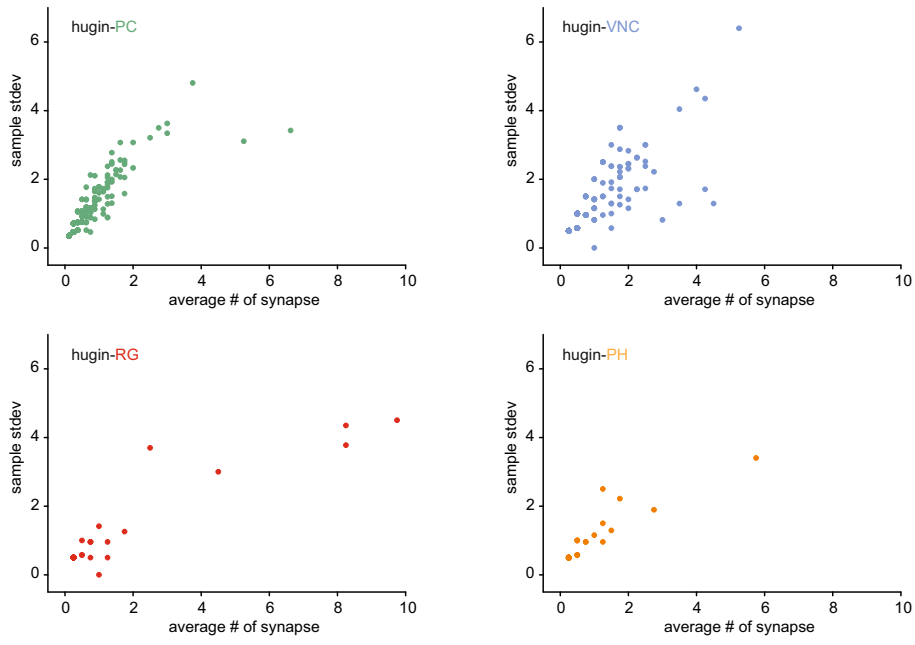 hugin-PC
sample stdev
6
4
2
0
0 2 4 6 8 10
average # of synapse
hugin-VNC
sample stdev
6
4
2
0
0 2 4 6 8 10
average # of synapse
hugin-RG
sample stdev
6
4
2
0
0 2 4 6 8 10
average # of synapse
hugin-PH
sample stdev
6
4
2
0
0 2 4 6 8 10
average # of synapse